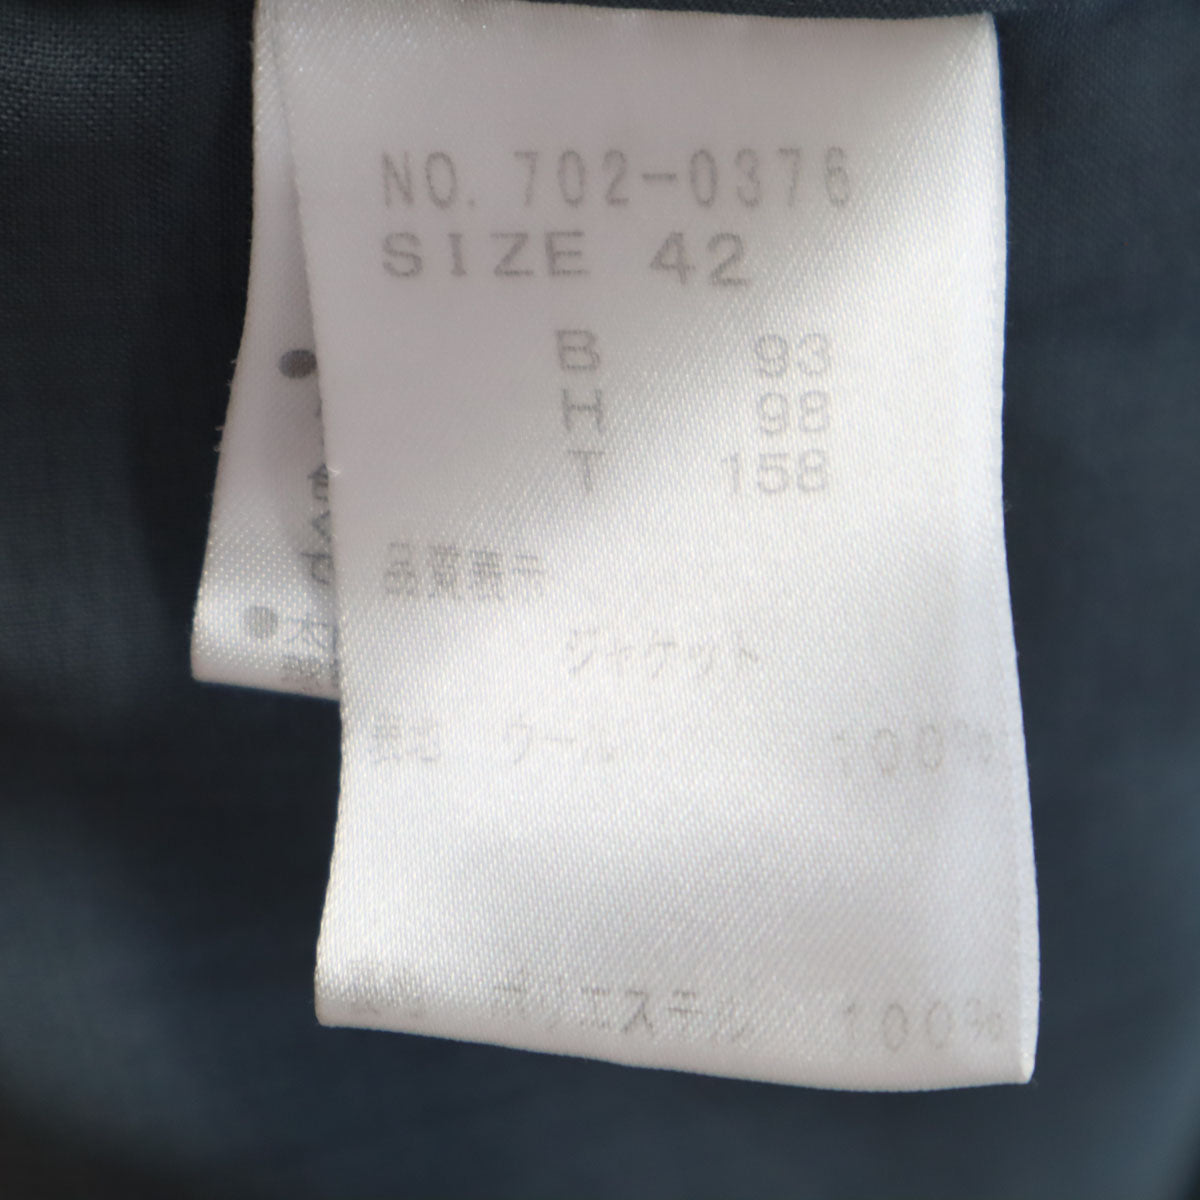 NO. 702-0376
SIZE 42
B 93
H 98
T 158
品質表示
ジャケット
表地 ウール 100%
ポリエステル 100%